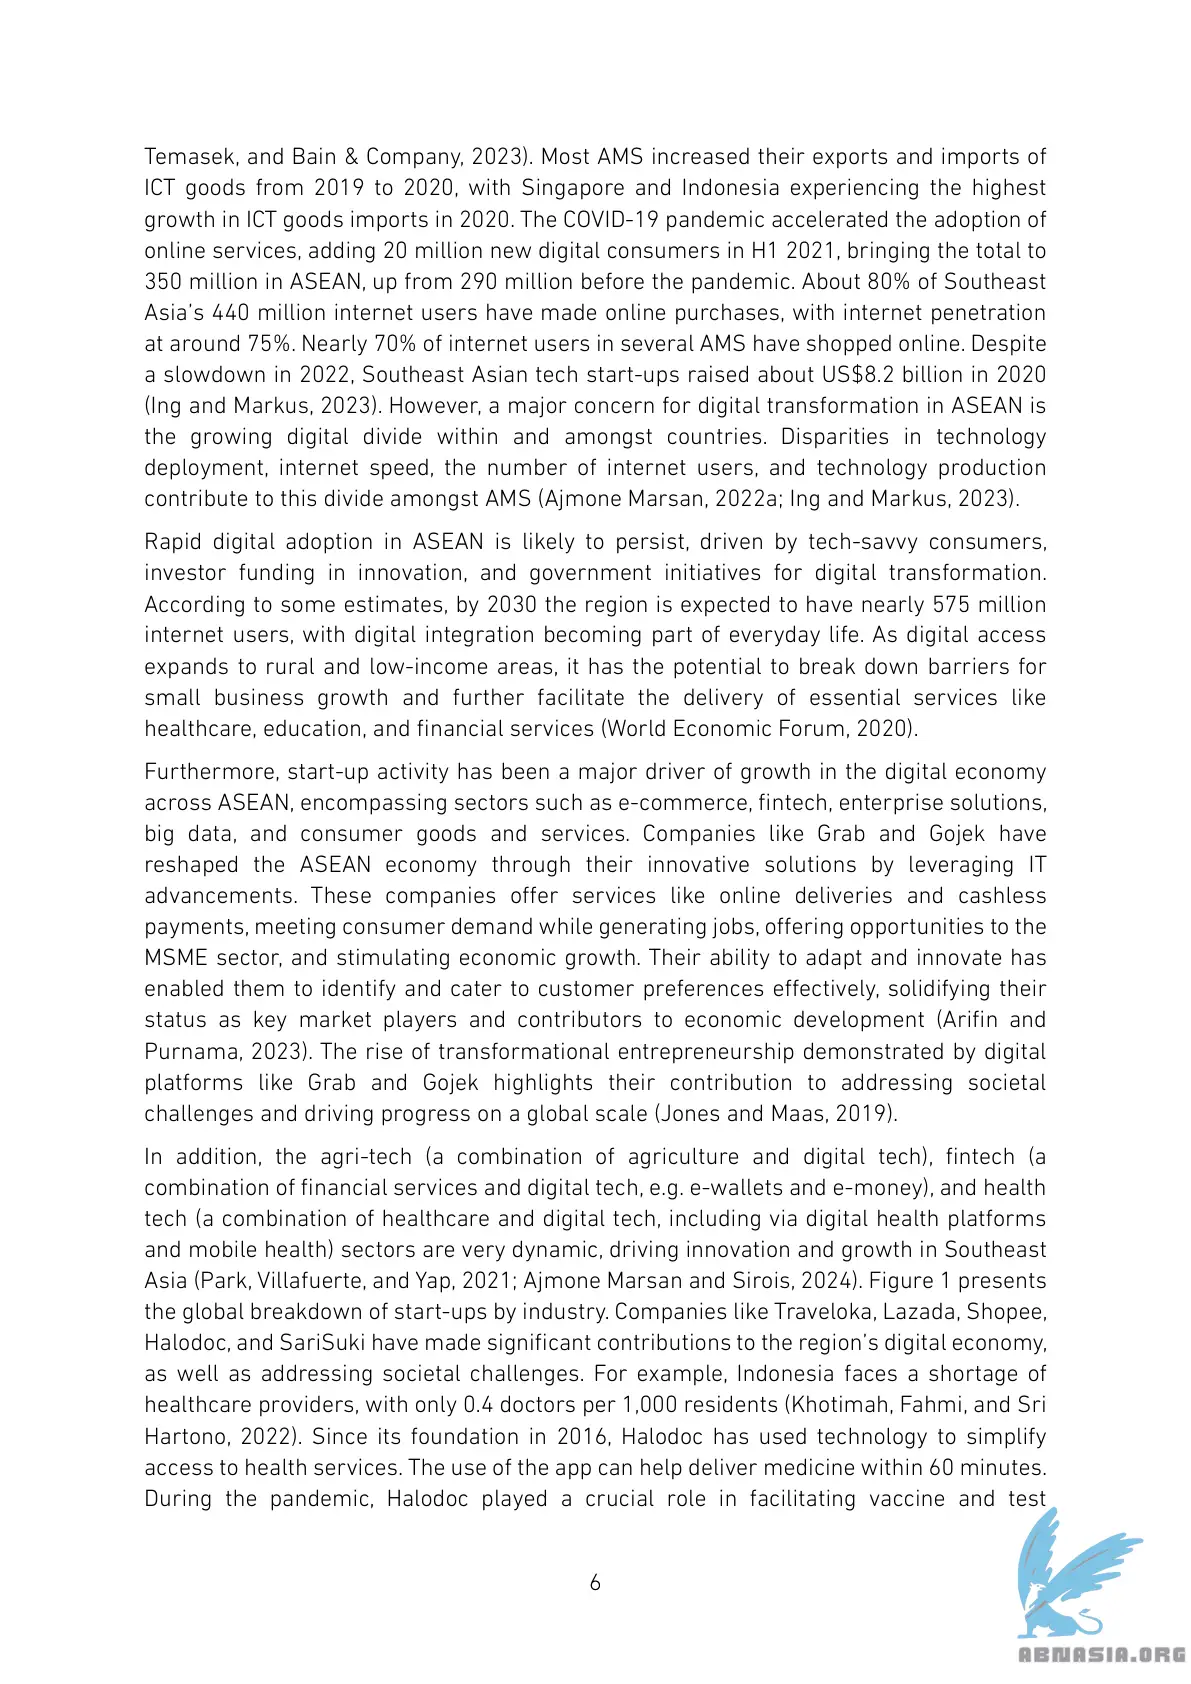 Temasek, and Bain & Company, 2023). Most AMS increased their exports and imports of
ICT goods from 2019 to 2020, with Singapore and Indonesia experiencing the highest
growth in ICT goods imports in 2020. The COVID-19 pandemic accelerated the adoption of
online services, adding 20 million new digital consumers in H1 2021, bringing the total to
350 million in ASEAN, up from 290 million before the pandemic. About 80% of Southeast
Asia's 440 million internet users have made online purchases, with internet penetration
at around 75%. Nearly 70% of internet users in several AMS have shopped online. Despite
a slowdown in 2022, Southeast Asian tech start-ups raised about US$8.2 billion in 2020
(Ing and Markus, 2023). However, a major concern for digital transformation in ASEAN is
the growing digital divide within and amongst countries. Disparities in technology
deployment, internet speed, the number of internet users, and technology production
contribute to this divide amongst AMS (Ajmone Marsan, 2022a; Ing and Markus, 2023).
Rapid digital adoption in ASEAN is likely to persist, driven by tech-savvy consumers,
investor funding in innovation, and government initiatives for digital transformation.
According to some estimates, by 2030 the region is expected to have nearly 575 million
internet users, with digital integration becoming part of everyday life. As digital access
expands to rural and low-income areas, it has the potential to break down barriers for
small business growth and further facilitate the delivery of essential services like
healthcare, education, and financial services (World Economic Forum, 2020).
Furthermore, start-up activity has been a major driver of growth in the digital economy
across ASEAN, encompassing sectors such as e-commerce, fintech, enterprise solutions,
big data, and consumer goods and services. Companies like Grab and Gojek have
reshaped the ASEAN economy through their innovative solutions by leveraging IT
advancements. These companies offer services like online deliveries and cashless
payments, meeting consumer demand while generating jobs, offering opportunities to the
MSME sector, and stimulating economic growth. Their ability to adapt and innovate has
enabled them to identify and cater to customer preferences effectively, solidifying their
status as key market players and contributors to economic development (Arifin and
Purnama, 2023). The rise of transformational entrepreneurship demonstrated by digital
platforms like Grab and Gojek highlights their contribution to addressing societal
challenges and driving progress on a global scale (Jones and Maas, 2019).
In addition, the agri-tech (a combination of agriculture and digital tech), fintech (a
combination of financial services and digital tech, e.g. e-wallets and e-money), and health
tech (a combination of healthcare and digital tech, including via digital health platforms
and mobile health) sectors are very dynamic, driving innovation and growth in Southeast
Asia (Park, Villafuerte, and Yap, 2021; Ajmone Marsan and Sirois, 2024). Figure 1 presents
the global breakdown of start-ups by industry. Companies like Traveloka, Lazada, Shopee,
Halodoc, and SariSuki have made significant contributions to the region's digital economy,
as well as addressing societal challenges. For example, Indonesia faces a shortage of
healthcare providers, with only 0.4 doctors per 1,000 residents (Khotimah, Fahmi, and Sri
Hartono, 2022). Since its foundation in 2016, Halodoc has used technology to simplify
access to health services. The use of the app can help deliver medicine within 60 minutes.
During the pandemic, Halodoc played a crucial role in facilitating vaccine and test
6
ABNASIA.ORG